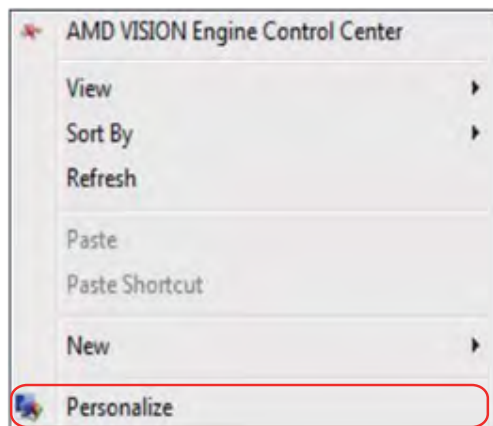 AMD VISION Engine Control Center
View
Sort By
Refresh
Paste
Paste Shortcut
New
Personalize